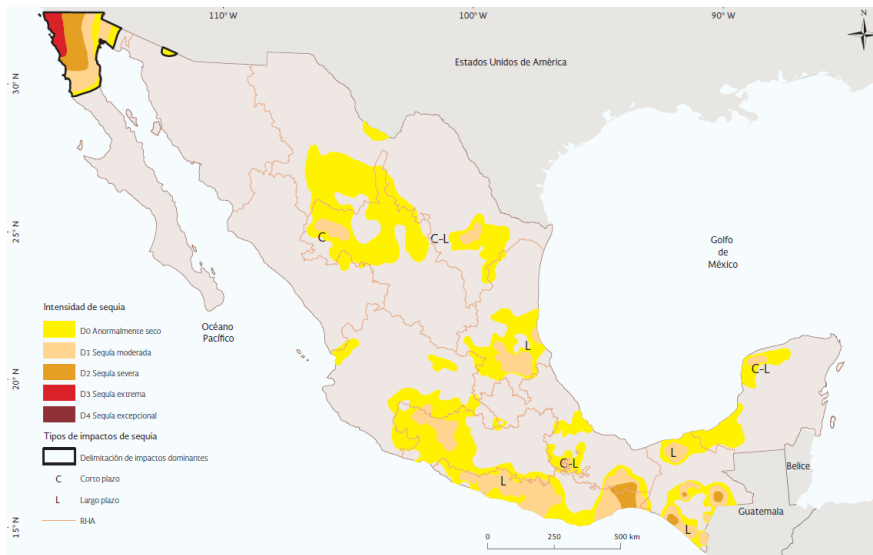 110° W
100° W
90° W
N
30° N
25° N
20° N
15° N
Estados Unidos de América
Golfo
de
México
Océano
Pacífico
Belice
Guatemala
C
C-L
L
C-L
C-L
L
L
L
Intensidad de sequía
D0 Anormalmente seco
D1 Sequía moderada
D2 Sequía severa
D3 Sequía extrema
D4 Sequía excepcional
Tipos de impactos de sequía
Delimitación de impactos dominantes
C Corto plazo
L Largo plazo
RHA
0 250 500 km